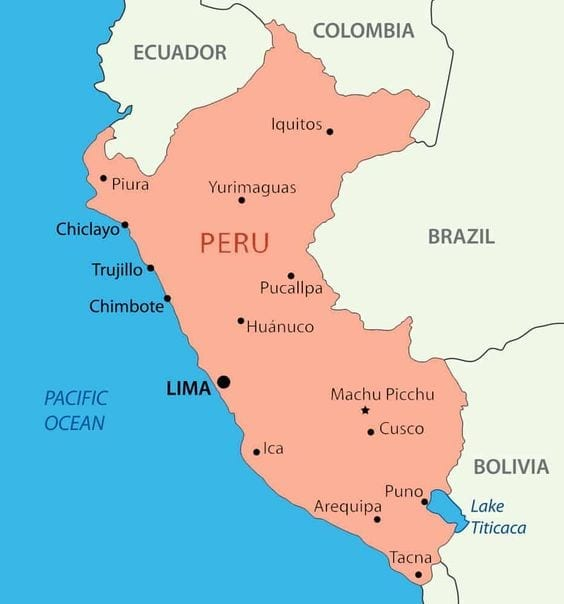 COLOMBIA
ECUADOR
Iquitos
Piura
Yurimaguas
Chiclayo
PERU
BRAZIL
Trujillo
Pucallpa
Chimbote
Huánuco
LIMA
Machu Picchu
PACIFIC
OCEAN
Cusco
Ica
BOLIVIA
Puno
Arequipa
Lake
Titicaca
Tacna